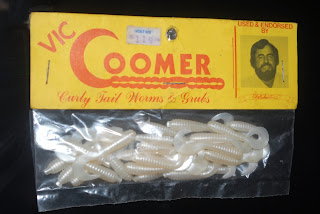 VIC
COOMER
Curly Tail Worms & Grubs
USED & ENDORSED
BY